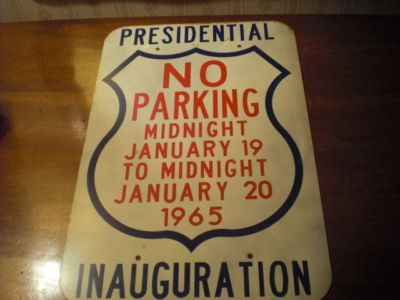 PRESIDENTIAL
NO
PARKING
MIDNIGHT
JANUARY 19
TO MIDNIGHT
JANUARY 20
1965
INAUGURATION